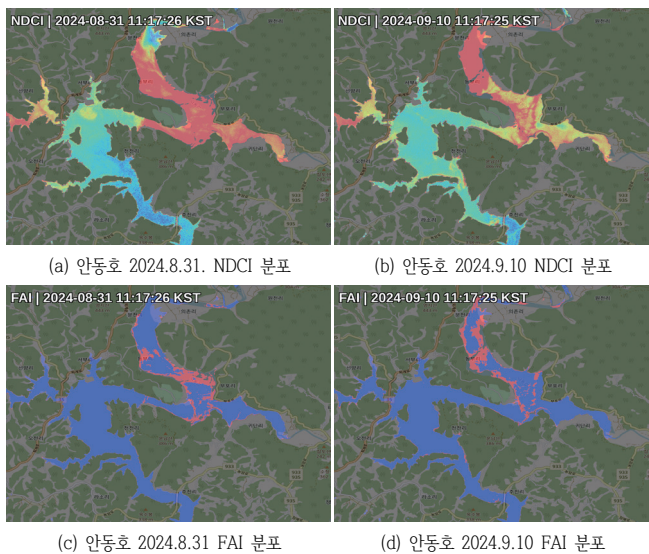 NDCI | 2024-08-31 11:17:26 KST
NDCI | 2024-09-10 11:17:25 KST
(a) 안동호 2024.8.31. NDCI 분포
(b) 안동호 2024.9.10 NDCI 분포
FAI | 2024-08-31 11:17:26 KST
FAI | 2024-09-10 11:17:25 KST
(c) 안동호 2024.8.31 FAI 분포
(d) 안동호 2024.9.10 FAI 분포